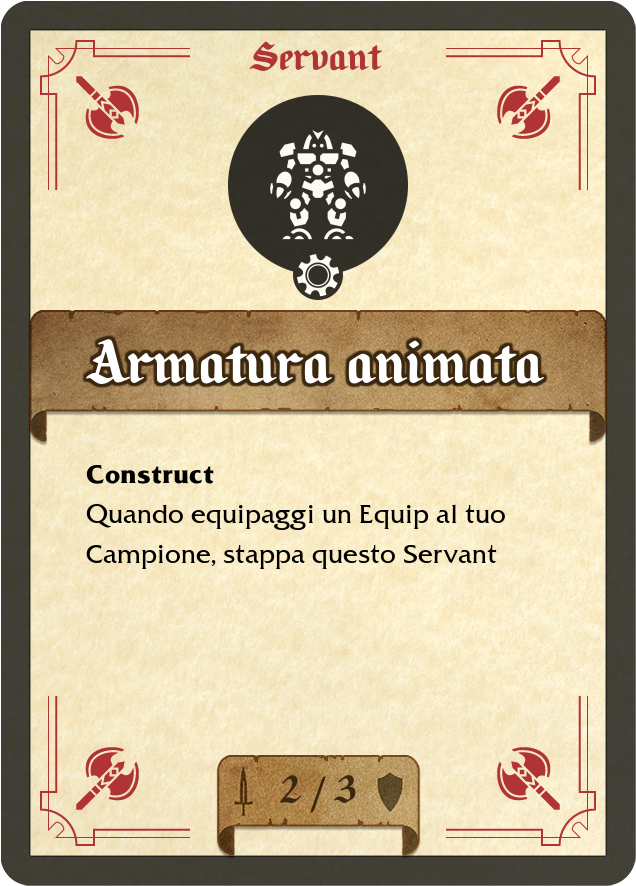 Servant
Armatura animata
Construct
Quando equipaggi un Equip al tuo
Campione, stappa questo Servant
2 / 3